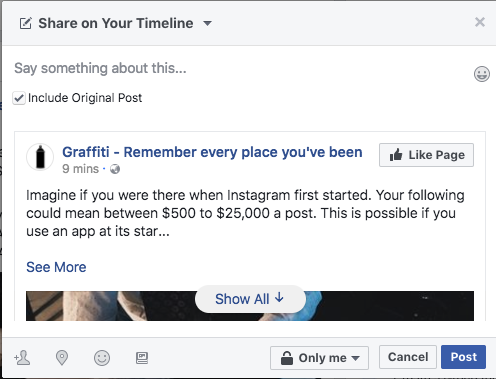 Share on Your Timeline
Say something about this...
Include Original Post
Graffiti - Remember every place you've been
9 mins ·
Like Page
Imagine if you were there when Instagram first started. Your following
could mean between $500 to $25,000 a post. This is possible if you
use an app at its star...
See More
Show All
Only me
Cancel
Post